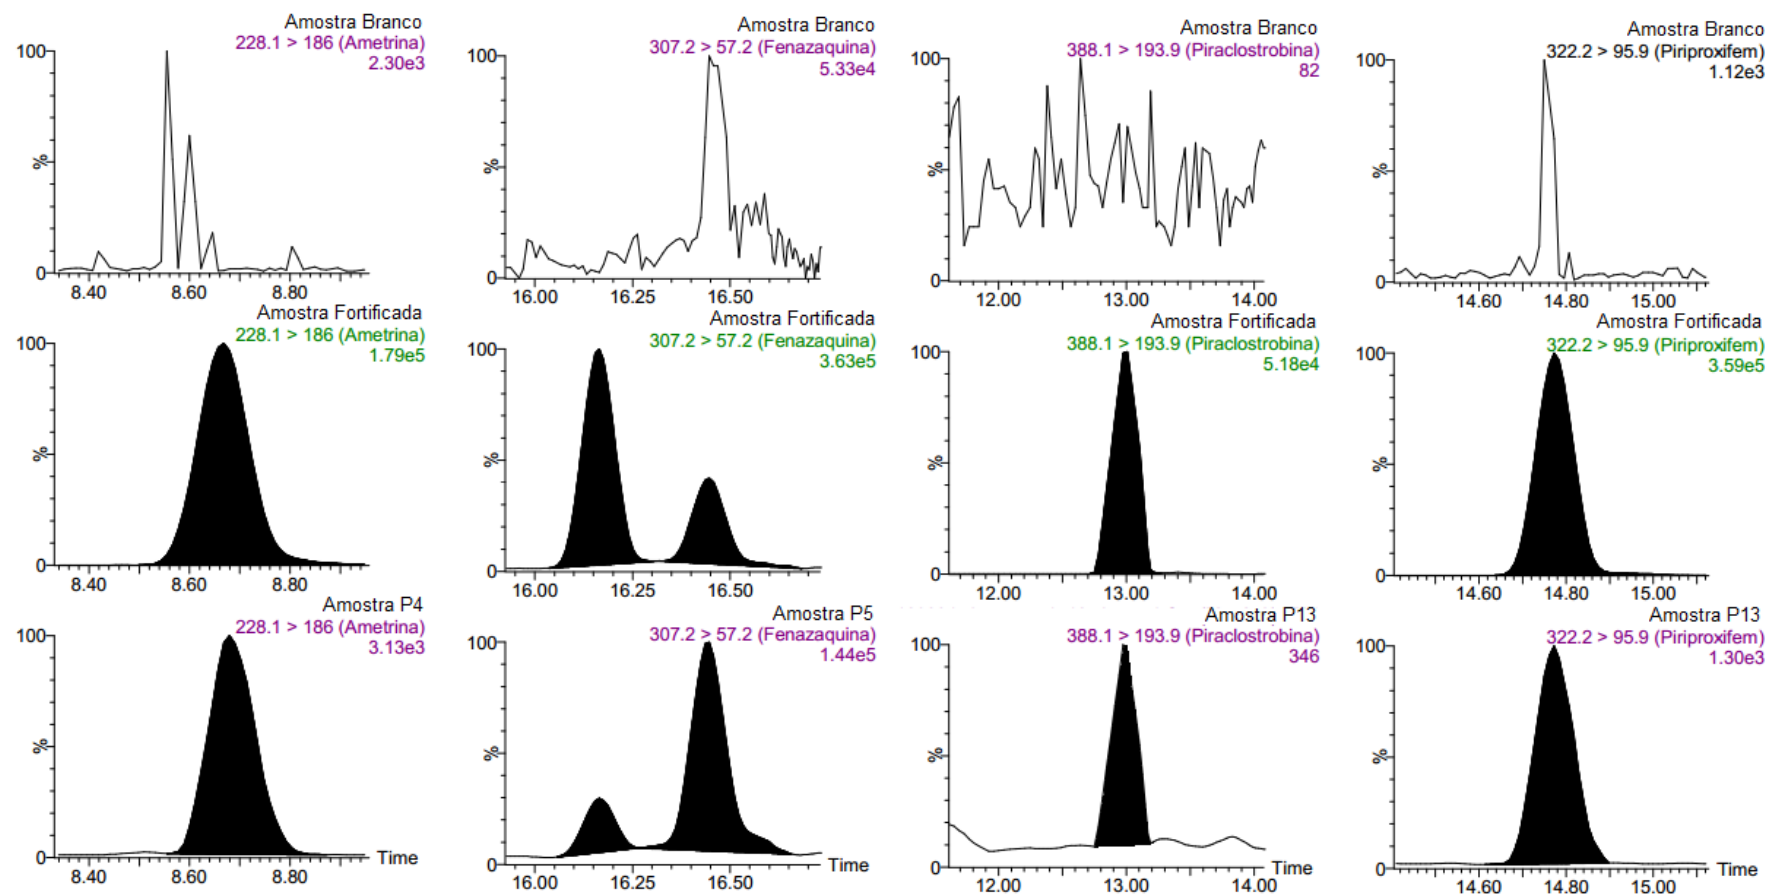 Amostra Branco
228.1 > 186 (Ametrina)
2.30e3
100
%
0
8.40 8.60 8.80
Amostra Branco
307.2 > 57.2 (Fenazaquina)
5.33e4
100
%
0
16.00 16.25 16.50
Amostra Branco
388.1 > 193.9 (Piraclostrobina)
82
100
%
0
12.00 13.00 14.00
Amostra Branco
322.2 > 95.9 (Piriproxifem)
1.12e3
100
%
0
14.60 14.80 15.00
Amostra Fortificada
228.1 > 186 (Ametrina)
1.79e5
100
%
0
8.40 8.60 8.80
Amostra Fortificada
307.2 > 57.2 (Fenazaquina)
3.63e5
100
%
0
16.00 16.25 16.50
Amostra Fortificada
388.1 > 193.9 (Piraclostrobina)
5.18e4
100
%
0
12.00 13.00 14.00
Amostra Fortificada
322.2 > 95.9 (Piriproxifem)
3.59e5
100
%
0
14.60 14.80 15.00
Amostra P4
228.1 > 186 (Ametrina)
3.13e3
100
%
0
Time
8.40 8.60 8.80
Amostra P5
307.2 > 57.2 (Fenazaquina)
1.44e5
100
%
0
Time
16.00 16.25 16.50
Amostra P13
388.1 > 193.9 (Piraclostrobina)
346
100
%
0
Time
12.00 13.00 14.00
Amostra P13
322.2 > 95.9 (Piriproxifem)
1.30e3
100
%
0
Time
14.60 14.80 15.00